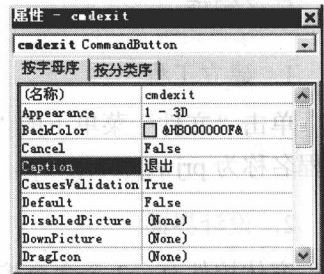 属性 - cmdexit
cmdexit CommandButton
按字母序 按分类序
(名称) cmdexit
Appearance 1 - 3D
BackColor &H8000000F&
Cancel False
Caption 退出
CausesValidation True
Default False
DisabledPicture (None)
DownPicture (None)
DragIcon (None)